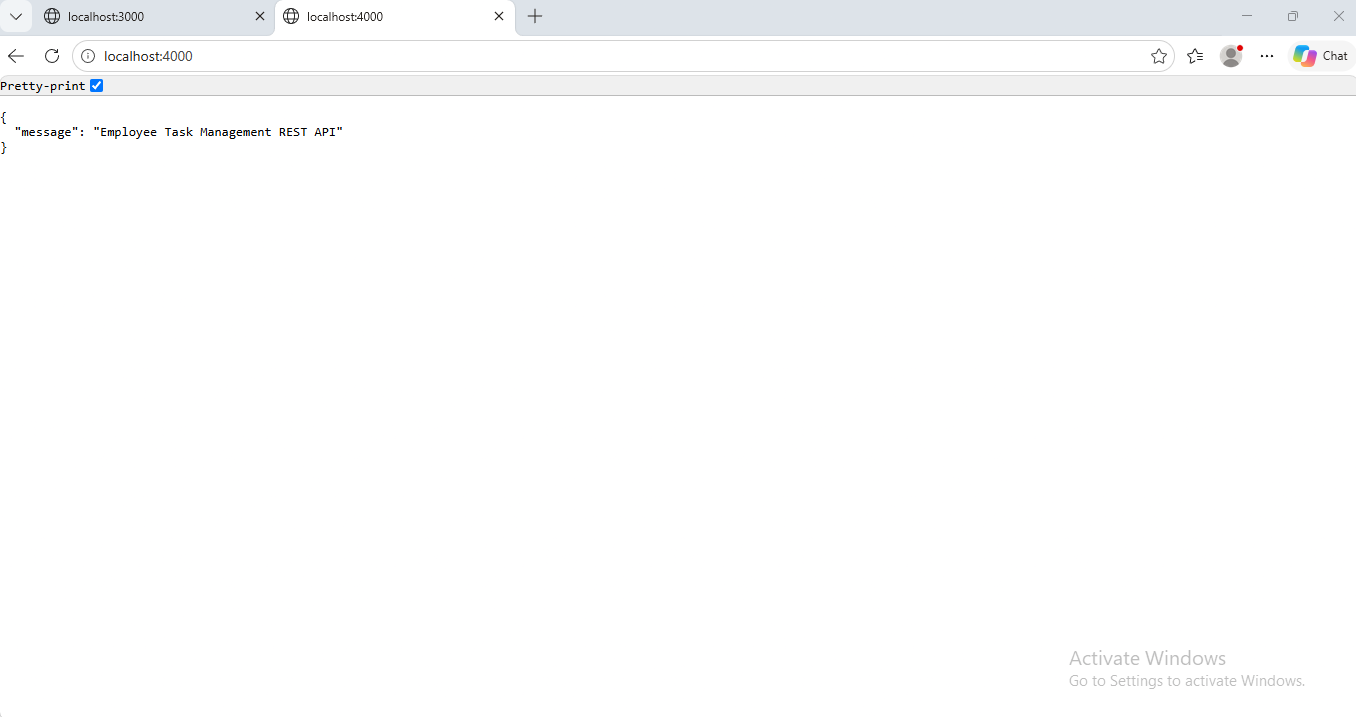 localhost:3000
localhost:4000
localhost:4000
Chat
Pretty-print
{
"message": "Employee Task Management REST API"
}
Activate Windows
Go to Settings to activate Windows.